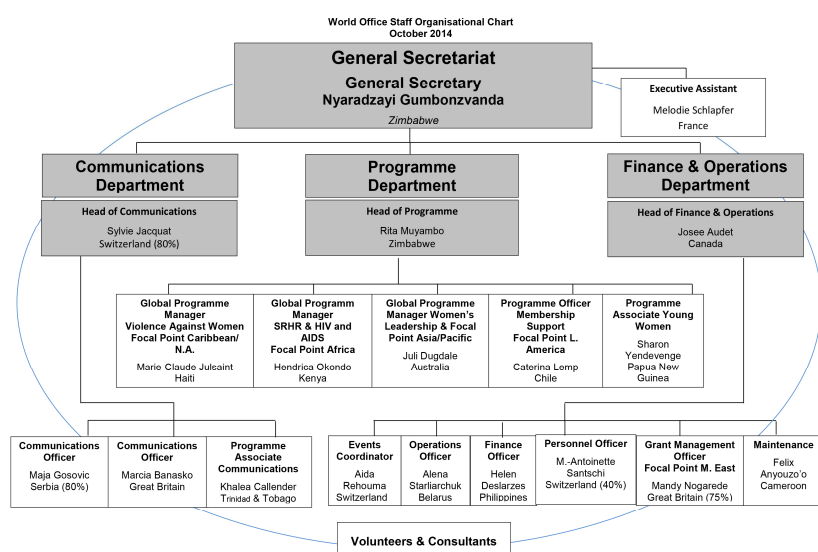 World Office Staff Organisational Chart
October 2014
General Secretariat
General Secretary
Nyaradzayi Gumbonzvanda
Zimbabwe
Executive Assistant
Melodie Schlapfer
France
Communications
Department
Head of Communications
Sylvie Jacquat
Switzerland (80%)
Programme
Department
Head of Programme
Rita Muyambo
Zimbabwe
Finance & Operations
Department
Head of Finance & Operations
Josee Audet
Canada
Global Programme
Manager
Violence Against Women
Focal Point Caribbean/
N.A.
Marie Claude Julsaint
Haiti
Global Programm
Manager
SRHR & HIV and
AIDS
Focal Point Africa
Hendrica Okondo
Kenya
Global Programme
Manager Women's
Leadership & Focal
Point Asia/Pacific
Juli Dugdale
Australia
Programme Officer
Membership
Support
Focal Point L.
America
Caterina Lemp
Chile
Programme
Associate Young
Women
Sharon
Yendevenge
Papua New
Guinea
Communications
Officer
Maja Gosovic
Serbia (80%)
Communications
Officer
Marcia Banasko
Great Britain
Programme
Associate
Communications
Khalea Callender
Trinidad & Tobago
Events
Coordinator
Aida
Rehouma
Switzerland
Operations
Officer
Alena
Starliarchuk
Belarus
Finance
Officer
Helen
Deslarzes
Philippines
Personnel Officer
M.-Antoinette
Santschi
Switzerland (40%)
Grant Management
Officer
Focal Point M. East
Mandy Nogarede
Great Britain (75%)
Maintenance
Felix
Anyouzo'o
Cameroon
Volunteers & Consultants